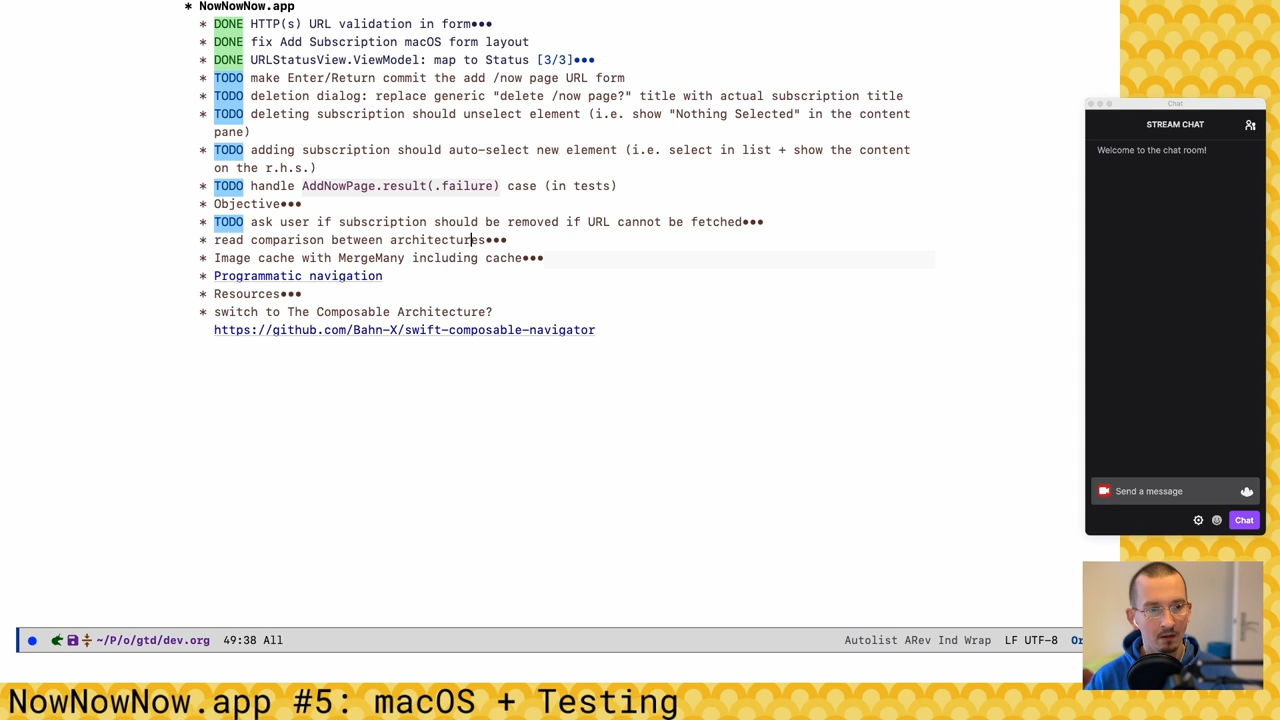 * NowNowNow.app
* DONE HTTP(s) URL validation in form•••
* DONE fix Add Subscription macOS form layout
* DONE URLStatusView.ViewModel: map to Status [3/3]•••
* TODO make Enter/Return commit the add /now page URL form
* TODO deletion dialog: replace generic "delete /now page?" title with actual subscription title
* TODO deleting subscription should unselect element (i.e. show "Nothing Selected" in the content
pane)
* TODO adding subscription should auto-select new element (i.e. select in list + show the content
on the r.h.s.)
* TODO handle AddNowPage.result(.failure) case (in tests)
* Objective•••
* TODO ask user if subscription should be removed if URL cannot be fetched•••
* read comparison between architectures•••
* Image cache with MergeMany including cache•••
* Programmatic navigation
* Resources•••
* switch to The Composable Architecture?
https://github.com/Bahn-X/swift-composable-navigator
Chat
STREAM CHAT
Welcome to the chat room!
Send a message
Chat
~/P/o/gtd/dev.org 49:38 All
Autolist ARev Ind Wrap LF UTF-8 Or
NowNowNow.app #5: macOS + Testing